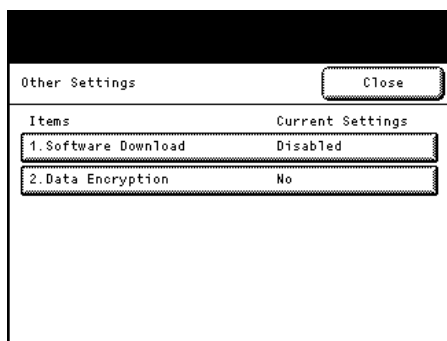 Other Settings Close
Items Current Settings
1.Software Download Disabled
2.Data Encryption No